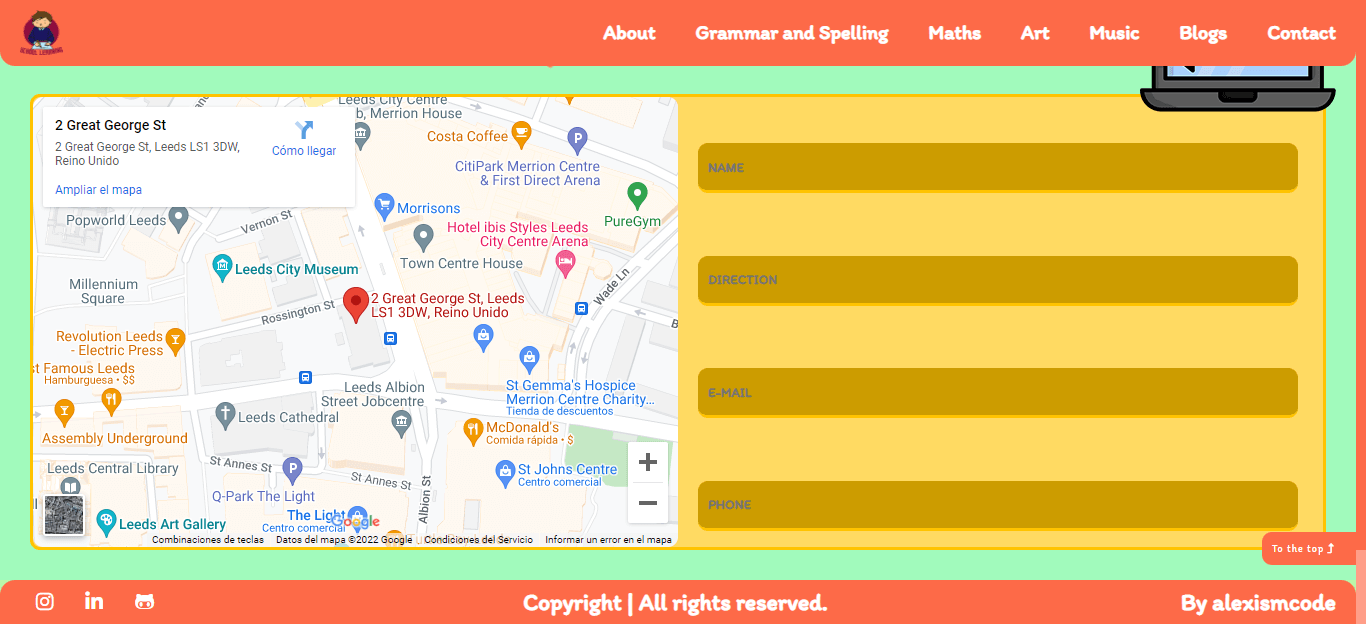 SCHOOL LEARNING
About
Grammar and Spelling
Maths
Art
Music
Blogs
Contact
2 Great George St
2 Great George St, Leeds LS1 3DW,
Reino Unido
Cómo llegar
Ampliar el mapa
Leeds City Centre
b, Merrion House
Costa Coffee
CitiPark Merrion Centre
& First Direct Arena
Morrisons
PureGym
Popworld Leeds
Vernon St
Hotel ibis Styles Leeds
City Centre Arena
Town Centre House
Leeds City Museum
Millennium
Square
Wade Ln
2 Great George St, Leeds
LS1 3DW, Reino Unido
Rossington St
Revolution Leeds
- Electric Press
st Famous Leeds
Hamburguesa • $$
St Gemma's Hospice
Merrion Centre Charity...
Tienda de descuentos
Leeds Albion
Street Jobcentre
Leeds Cathedral
McDonald's
Comida rápida • $
Assembly Underground
St Annes St
St Annes St
Leeds Central Library
St Johns Centre
Centro comercial
Q-Park The Light
Albion St
The Light
Centro comercial
Google
Leeds Art Gallery
Combinaciones de teclas
Datos del mapa ©2022 Google
Condiciones del Servicio
Informar un error en el mapa
NAME
DIRECTION
E-MAIL
PHONE
To the top
Copyright | All rights reserved.
By alexismcode